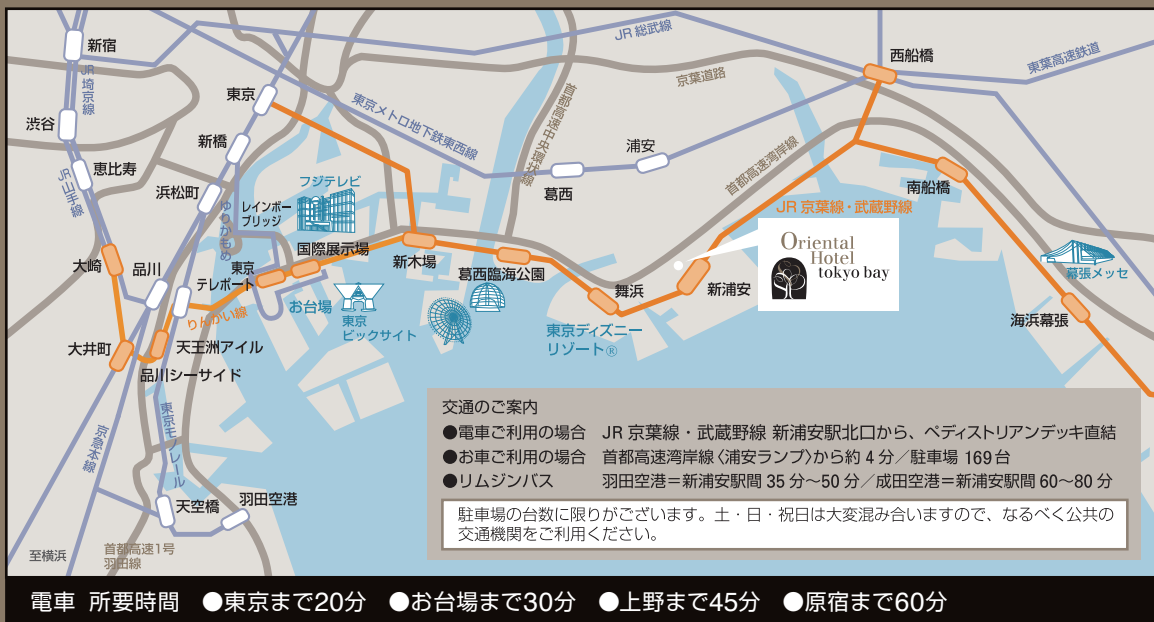 新宿
JR 埼京線
渋谷
恵比寿
JR山手線
東京
新橋
浜松町
ゆりかもめ
レインボー
ブリッジ
フジテレビ
大崎
品川
東京
テレポート
国際展示場
りんかい線
お台場
東京
ビックサイト
大井町
天王洲アイル
品川シーサイド
京急本線
東京モノレール
天空橋
羽田空港
至横浜
首都高速1号
羽田線
JR 総武線
東京メトロ地下鉄東西線
首都高速中央環状線
京葉道路
西船橋
東葉高速鉄道
浦安
葛西
首都高速湾岸線
南船橋
JR 京葉線・武蔵野線
新木場
葛西臨海公園
舞浜
新浦安
東京ディズニー
リゾート®
Oriental
Hotel
tokyo bay
幕張メッセ
海浜幕張
交通のご案内
●電車ご利用の場合 JR 京葉線・武蔵野線 新浦安駅北口から、ペディストリアンデッキ直結
●お車ご利用の場合 首都高速湾岸線〈浦安ランプ〉から約 4 分／駐車場 169 台
●リムジンバス 羽田空港＝新浦安駅間 35 分〜50 分／成田空港＝新浦安駅間 60〜80 分
駐車場の台数に限りがございます。土・日・祝日は大変混み合いますので、なるべく公共の
交通機関をご利用ください。
電車 所要時間 ●東京まで20分 ●お台場まで30分 ●上野まで45分 ●原宿まで60分